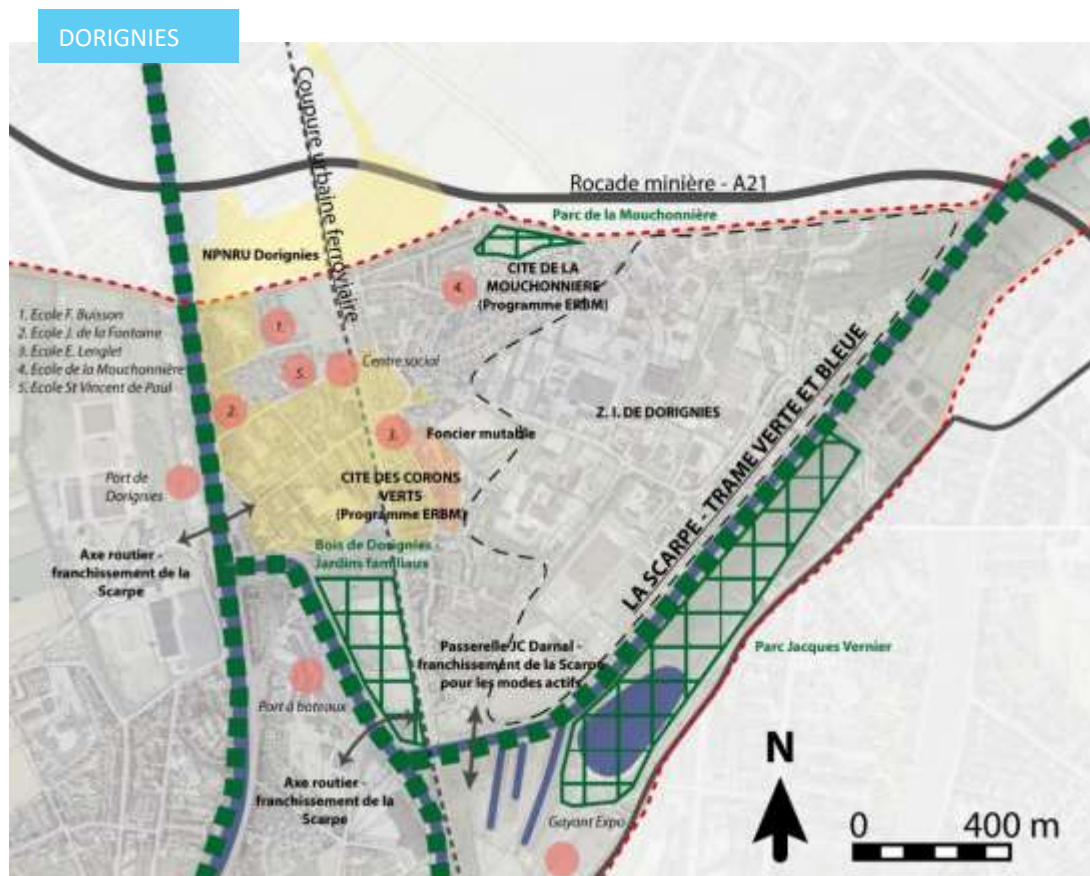 DORIGNIES
Coupure urbaine ferroviaire
Rocade minière - A21
Parc de la Mouchonnière
NPNRU Dorignies
CITE DE LA
MOUCHONNIERE
(Programme ERBM)
4.
1. Ecole F. Buisson
2. Ecole J. de la Fontaine
3. Ecole E. Lenglet
4. Ecole de la Mouchonnière
5. Ecole St Vincent de Paul
1.
5.
Centre social
2.
3.
Foncier mutable
Z. I. DE DORIGNIES
LA SCARPE - TRAME VERTE ET BLEUE
CITE DES CORONS
VERTS
(Programme ERBM)
Port de
Dorignies
Axe routier -
franchissement de la
Scarpe
Bois de Dorignies -
Jardins familiaux
Passerelle JC Darnal -
franchissement de la Scarpe
pour les modes actifs
Parc Jacques Vernier
Port à bateaux
Axe routier -
franchissement de la
Scarpe
Gayant Expo
N
0 400 m